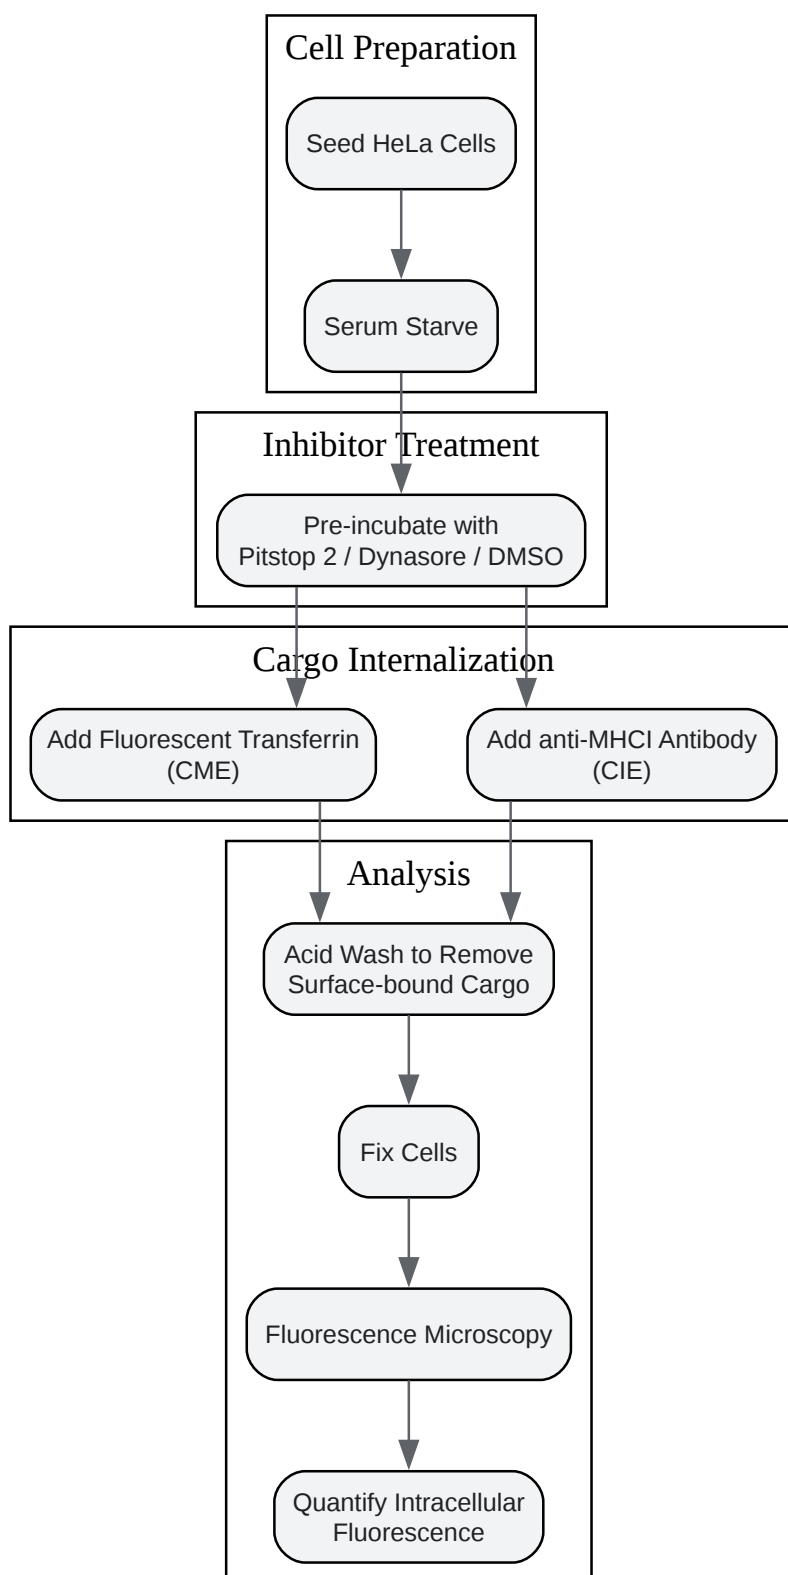 Cell Preparation
Seed HeLa Cells
Serum Starve
Inhibitor Treatment
Pre-incubate with
Pitstop 2 / Dynasore / DMSO
Cargo Internalization
Add Fluorescent Transferrin
(CME)
Add anti-MHCI Antibody
(CIE)
Analysis
Acid Wash to Remove
Surface-bound Cargo
Fix Cells
Fluorescence Microscopy
Quantify Intracellular
Fluorescence